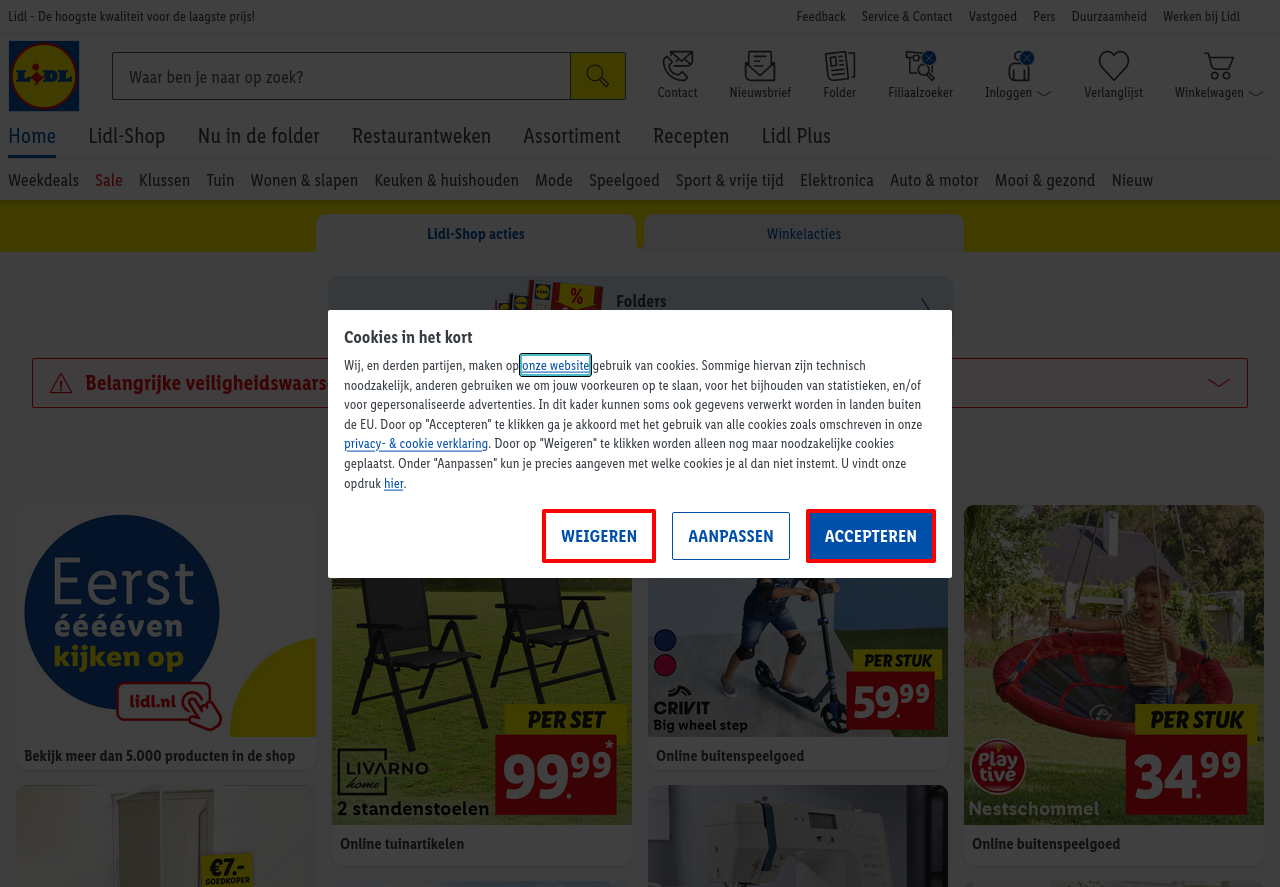 Lidl - De hoogste kwaliteit voor de laagste prijs!
Feedback Service & Contact Vastgoed Pers Duurzaamheid Werken bij Lidl
LiDL
Waar ben je naar op zoek?
Contact Nieuwsbrief Folder Filiaalzoeker Inloggen Verlanglijst Winkelwagen
Home Lidl-Shop Nu in de folder Restaurantweken Assortiment Recepten Lidl Plus
Weekdeals Sale Klussen Tuin Wonen & slapen Keuken & huishouden Mode Speelgoed Sport & vrije tijd Elektronica Auto & motor Mooi & gezond Nieuw
Lidl-Shop acties Winkelacties
%
Folders
Belangrijke veiligheidswaars
Cookies in het kort
Wij, en derden partijen, maken op onze website gebruik van cookies. Sommige hiervan zijn technisch
noodzakelijk, anderen gebruiken we om jouw voorkeuren op te slaan, voor het bijhouden van statistieken, en/of
voor gepersonaliseerde advertenties. In dit kader kunnen soms ook gegevens verwerkt worden in landen buiten
de EU. Door op "Accepteren" te klikken ga je akkoord met het gebruik van alle cookies zoals omschreven in onze
privacy- & cookie verklaring. Door op "Weigeren" te klikken worden alleen nog maar noodzakelijke cookies
geplaatst. Onder "Aanpassen" kun je precies aangeven met welke cookies je al dan niet instemt. U vindt onze
opdruk hier.
WEIGEREN AANPASSEN ACCEPTEREN
Eerst
ééééven
kijken op
lidl.nl
Bekijk meer dan 5.000 producten in de shop
PER SET
99.99*
LIVARNO
home
2 standenstoelen
Online tuinartikelen
PER STUK
59.99
CRIVIT
Big wheel step
Online buitenspeelgoed
PER STUK
34.99
Play
tive
Nestschommel
Online buitenspeelgoed
€7.-
GOEDKOPER